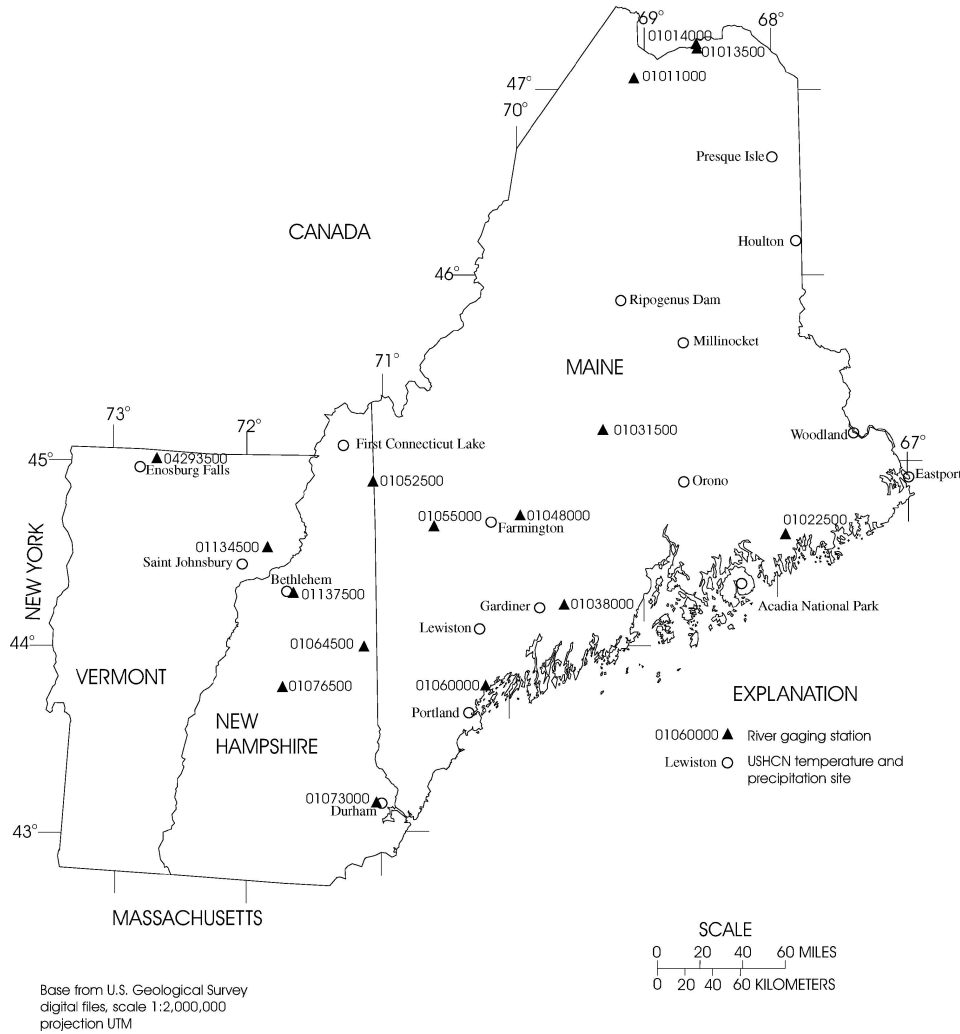 69°
68°
01014000
01013500
01011000
47°
70°
Presque Isle
CANADA
Houlton
46°
Ripogenus Dam
Millinocket
MAINE
71°
73°
72°
First Connecticut Lake
01031500
Woodland
67°
45°
04293500
Enosburg Falls
01052500
Orono
Eastport
01055000
01048000
Farmington
01022500
NEW YORK
01134500
Saint Johnsbury
Bethlehem
01137500
Gardiner
01038000
Acadia National Park
Lewiston
44°
01064500
VERMONT
01076500
01060000
EXPLANATION
Portland
NEW
HAMPSHIRE
01060000 River gaging station
Lewiston USHCN temperature and
precipitation site
01073000
Durham
43°
MASSACHUSETTS
SCALE
0 20 40 60 MILES
0 20 40 60 KILOMETERS
Base from U.S. Geological Survey
digital files, scale 1:2,000,000
projection UTM